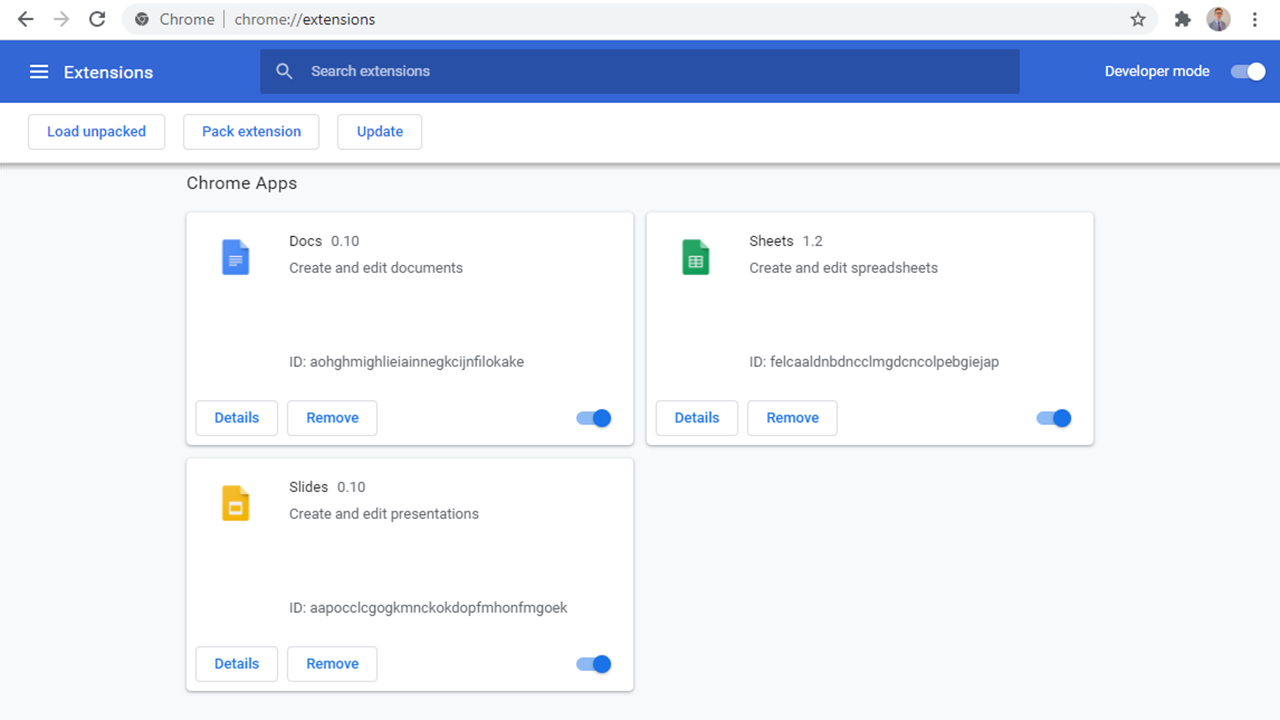 Chrome | chrome://extensions
Extensions
Search extensions
Developer mode
Load unpacked
Pack extension
Update
Chrome Apps
Docs 0.10
Create and edit documents
ID: aohghmighlieiainnegkcijnfilokake
Details
Remove
Sheets 1.2
Create and edit spreadsheets
ID: felcaaldnbdncclmgdcncolpebgiejap
Details
Remove
Slides 0.10
Create and edit presentations
ID: aapocclcgogkmnckokdopfmhonfmgoek
Details
Remove